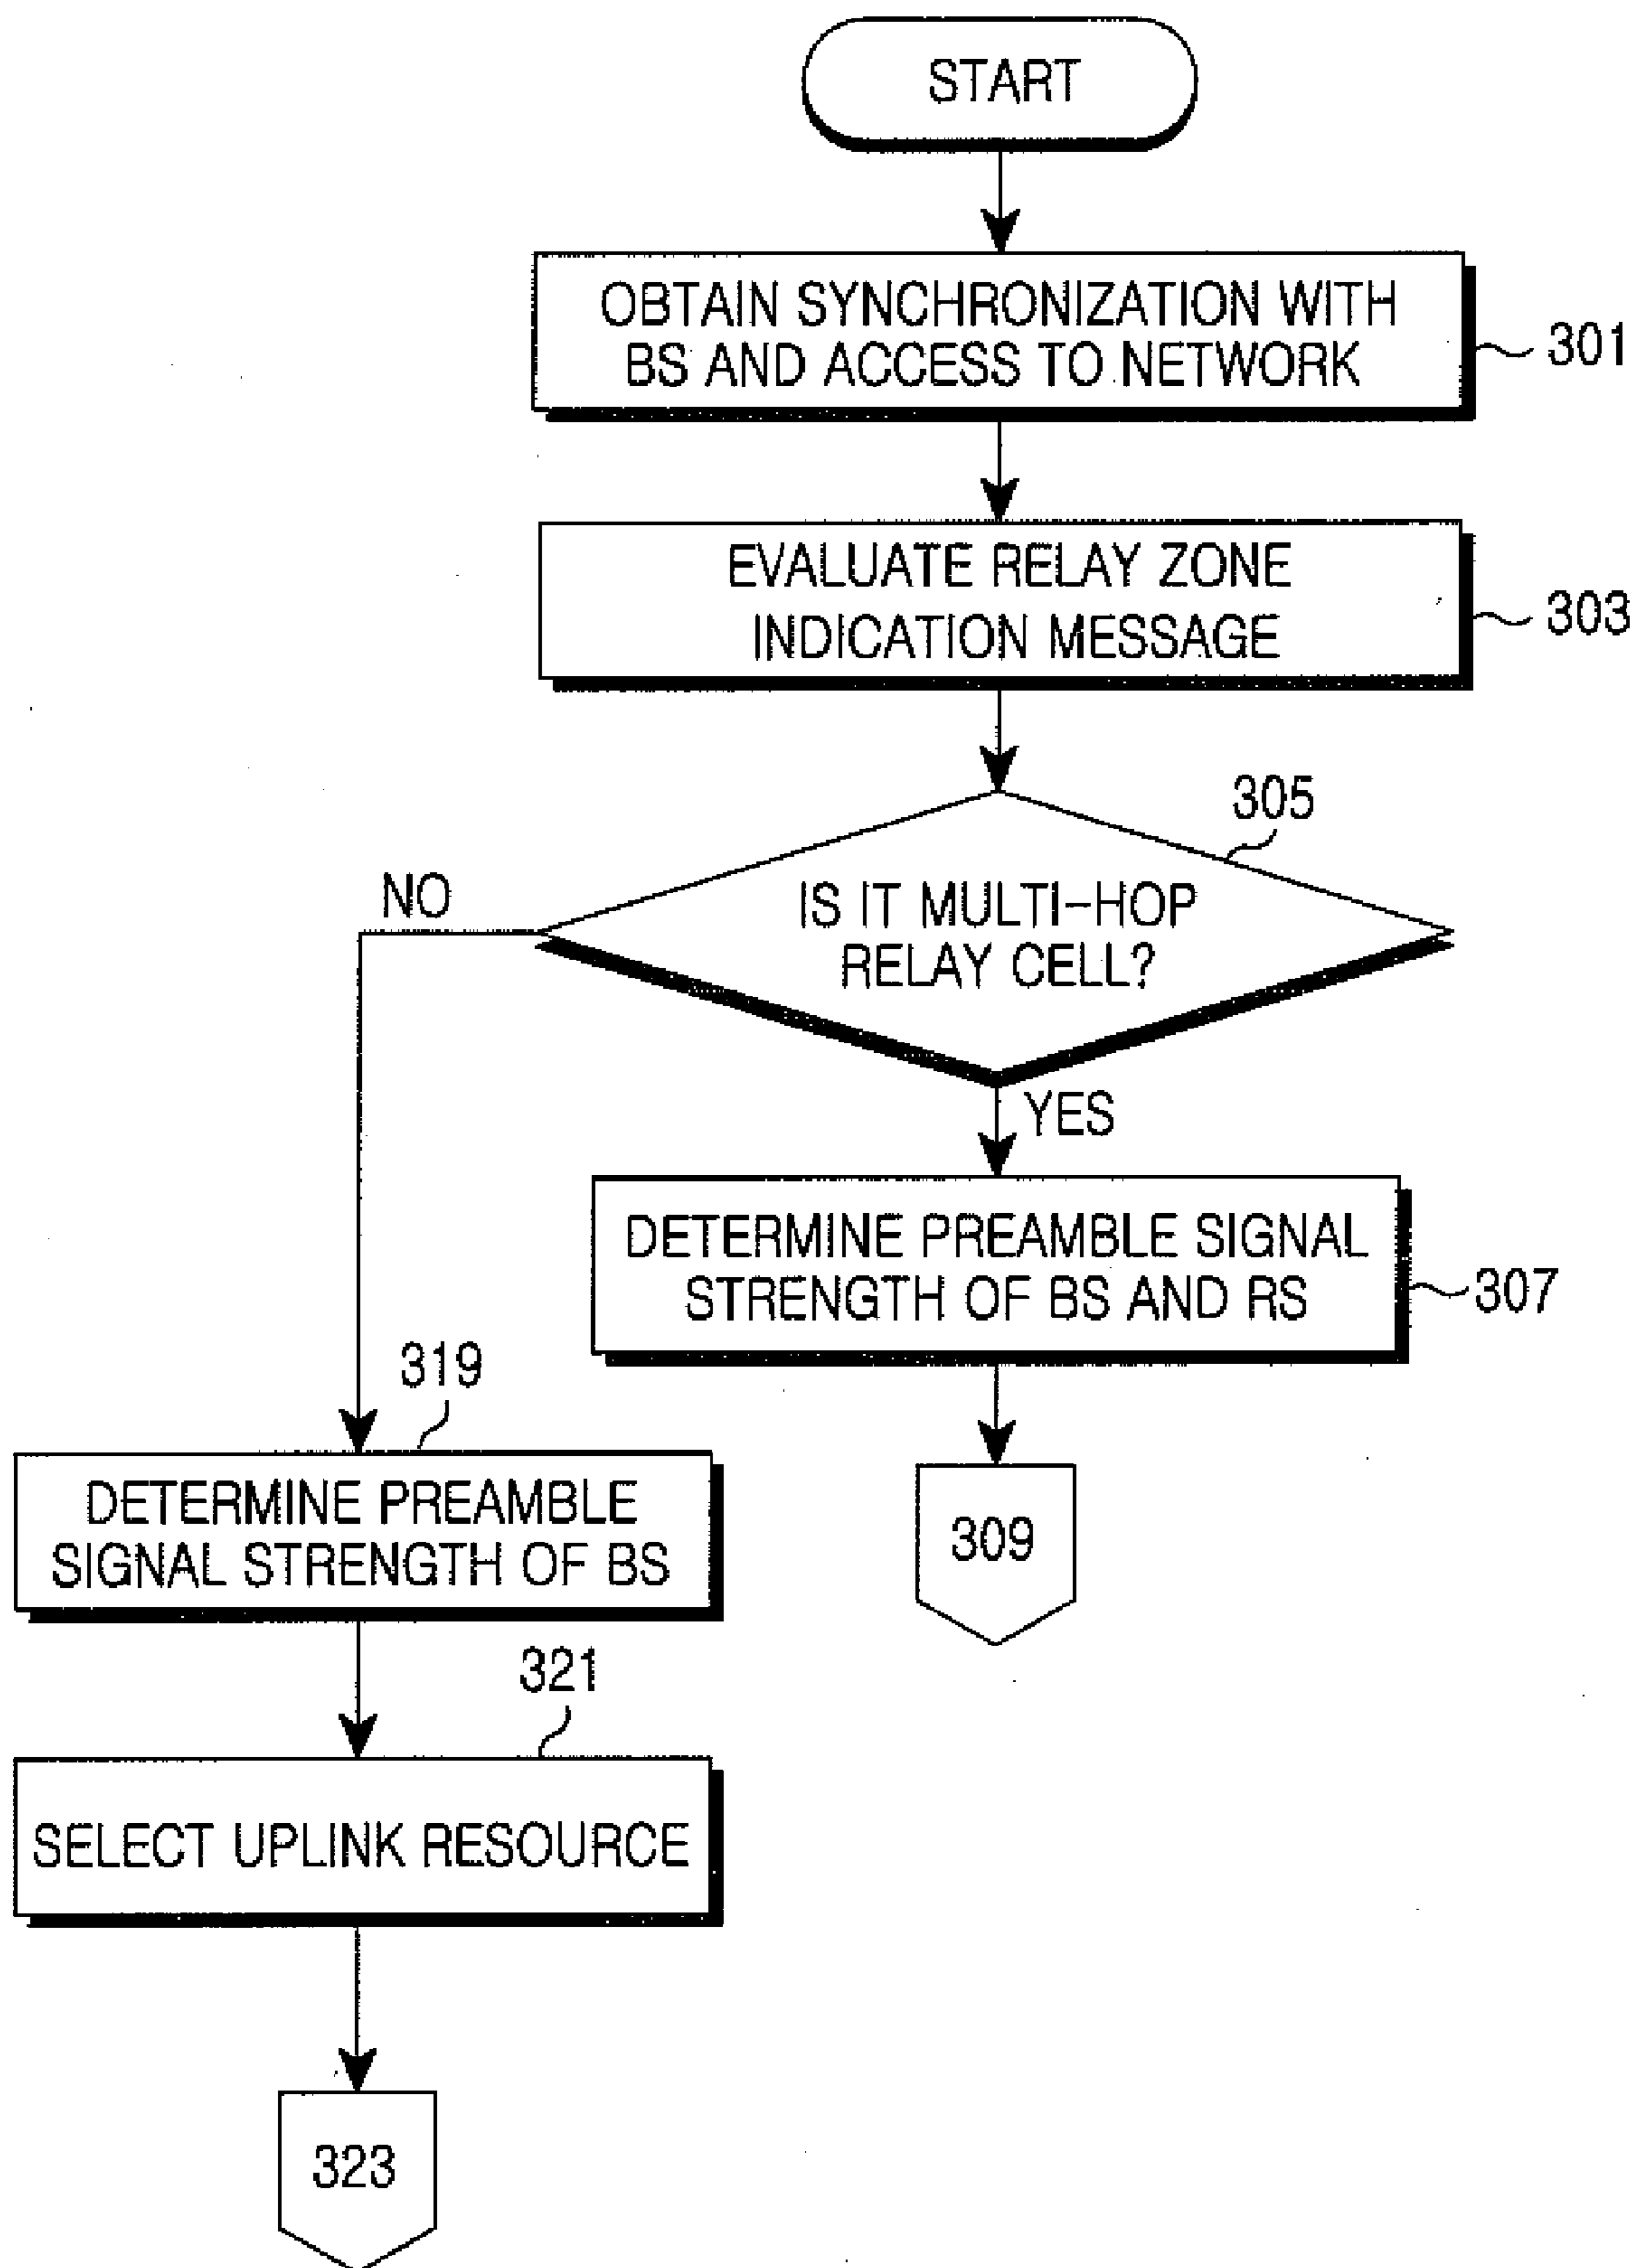 START
OBTAIN SYNCHRONIZATION WITH
BS AND ACCESS TO NETWORK
301
EVALUATE RELAY ZONE
INDICATION MESSAGE
303
305
IS IT MULTI-HOP
RELAY CELL?
NO
YES
DETERMINE PREAMBLE SIGNAL
STRENGTH OF BS AND RS
307
319
DETERMINE PREAMBLE
SIGNAL STRENGTH OF BS
309
321
SELECT UPLINK RESOURCE
323